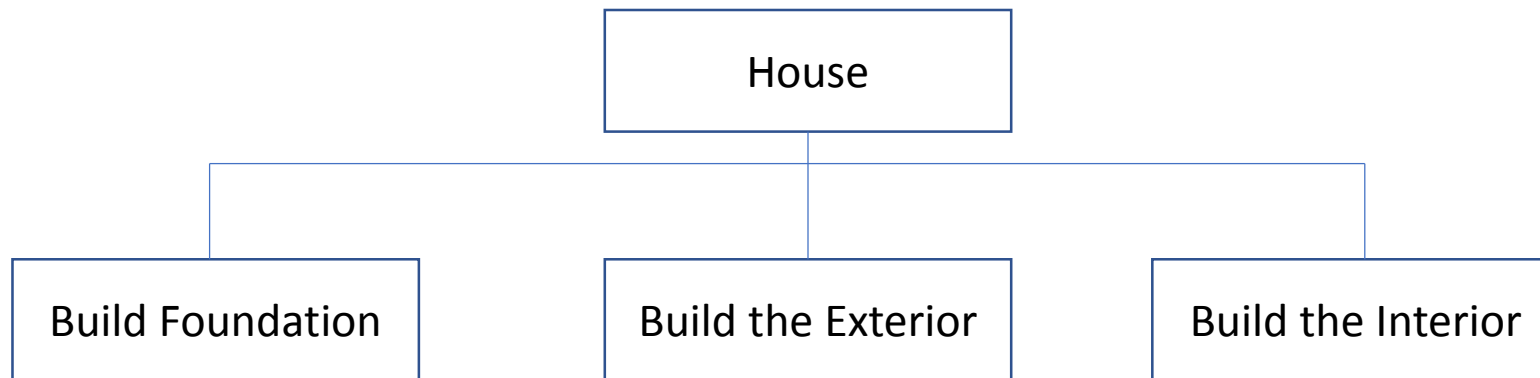 House
Build Foundation
Build the Exterior
Build the Interior